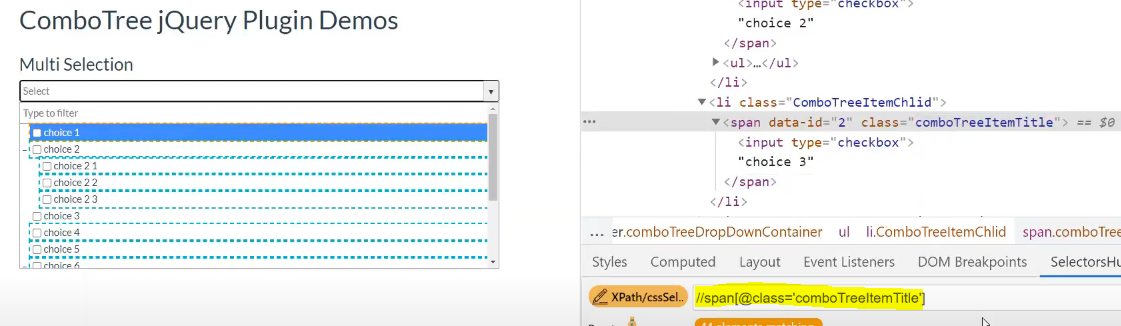 ComboTree jQuery Plugin Demos
Multi Selection
Select
Type to filter
choice 1
choice 2
choice 2 1
choice 2 2
choice 2 3
choice 3
choice 4
choice 5
choice 6
<input type="checkbox">
"choice 2"
</span>
<ul>…</ul>
</li>
<li class="ComboTreeItemChlid">
… <span data-id="2" class="comboTreeItemTitle"> == $0
<input type="checkbox">
"choice 3"
</span>
</li>
... er.comboTreeDropDownContainer ul li.ComboTreeItemChlid span.comboTree
Styles Computed Layout Event Listeners DOM Breakpoints SelectorsHu
XPath/cssSel.. //span[@class='comboTreeItemTitle']